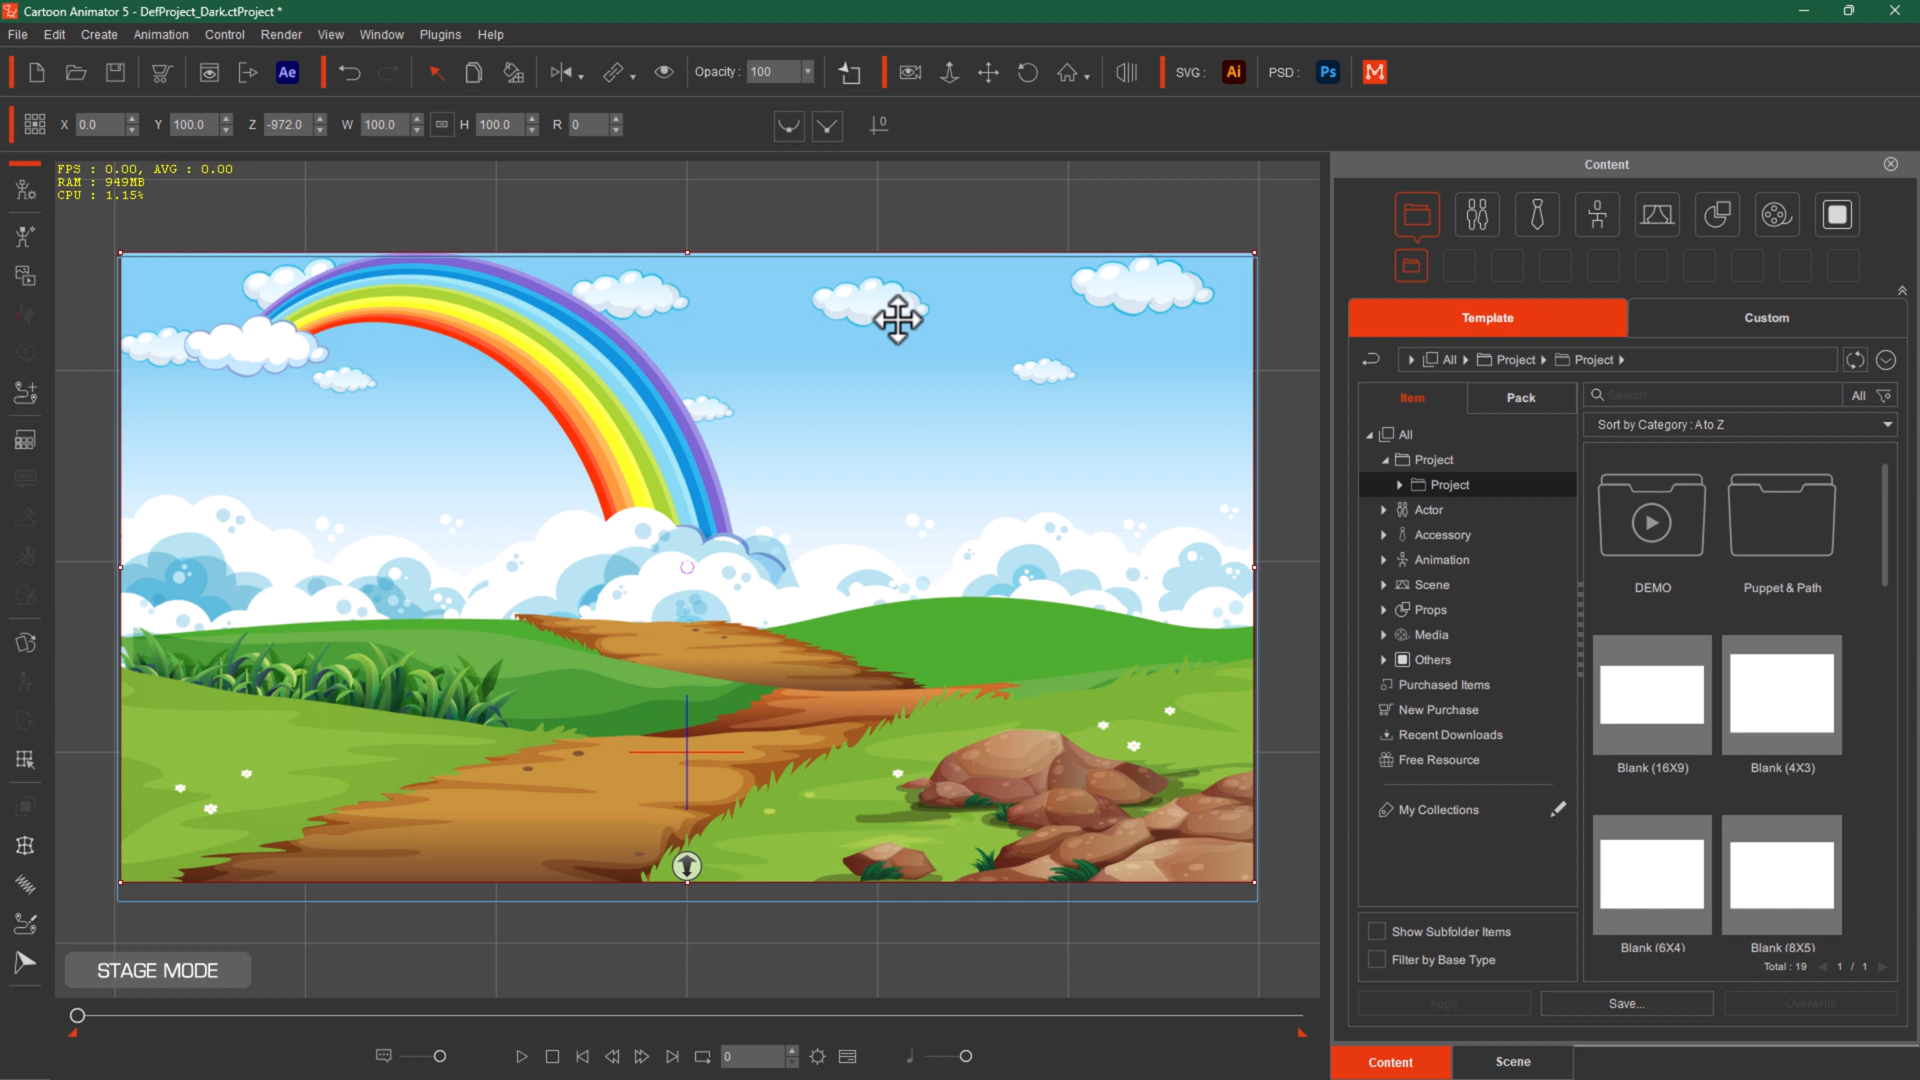 Cartoon Animator 5 - DefProject_Dark.ctProject *
File Edit Create Animation Control Render View Window Plugins Help
Ae Opacity : 100 SVG : Ai PSD : Ps
X 0.0 Y 100.0 Z -972.0 W 100.0 H 100.0 R 0
FPS : 0.00, AVG : 0.00
RAM : 949MB
CPU : 1.15%
STAGE MODE
0
Content
Template Custom
All Project Project
Item Pack
Search All
Sort by Category : A to Z
All
Project
Project
Actor
Accessory
Animation
Scene
Props
Media
Others
Purchased Items
New Purchase
Recent Downloads
Free Resource
My Collections
Show Subfolder Items
Filter by Base Type
DEMO Puppet & Path
Blank (16X9) Blank (4X3)
Blank (6X4) Blank (8X5)
Total : 19 1 / 1
Apply Save... Overwrite
Content Scene